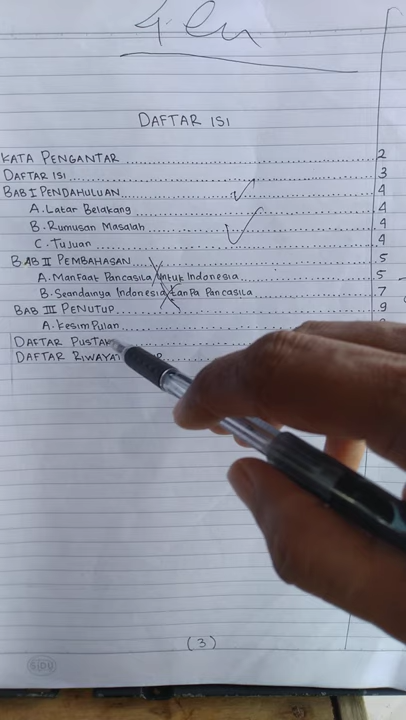 DAFTAR ISI
KATA PENGANTAR 2
DAFTAR ISI 3
BAB I PENDAHULUAN 4
A. Latar Belakang 4
B. Rumusan Masalah 4
C. Tujuan 4
BAB II PEMBAHASAN 5
A. Manfaat Pancasila Untuk Indonesia 5
B. Seandainya Indonesia tanpa Pancasila 7
BAB III PENUTUP 9
A. Kesimpulan
DAFTAR
DAFTAR
(3)
SIDU